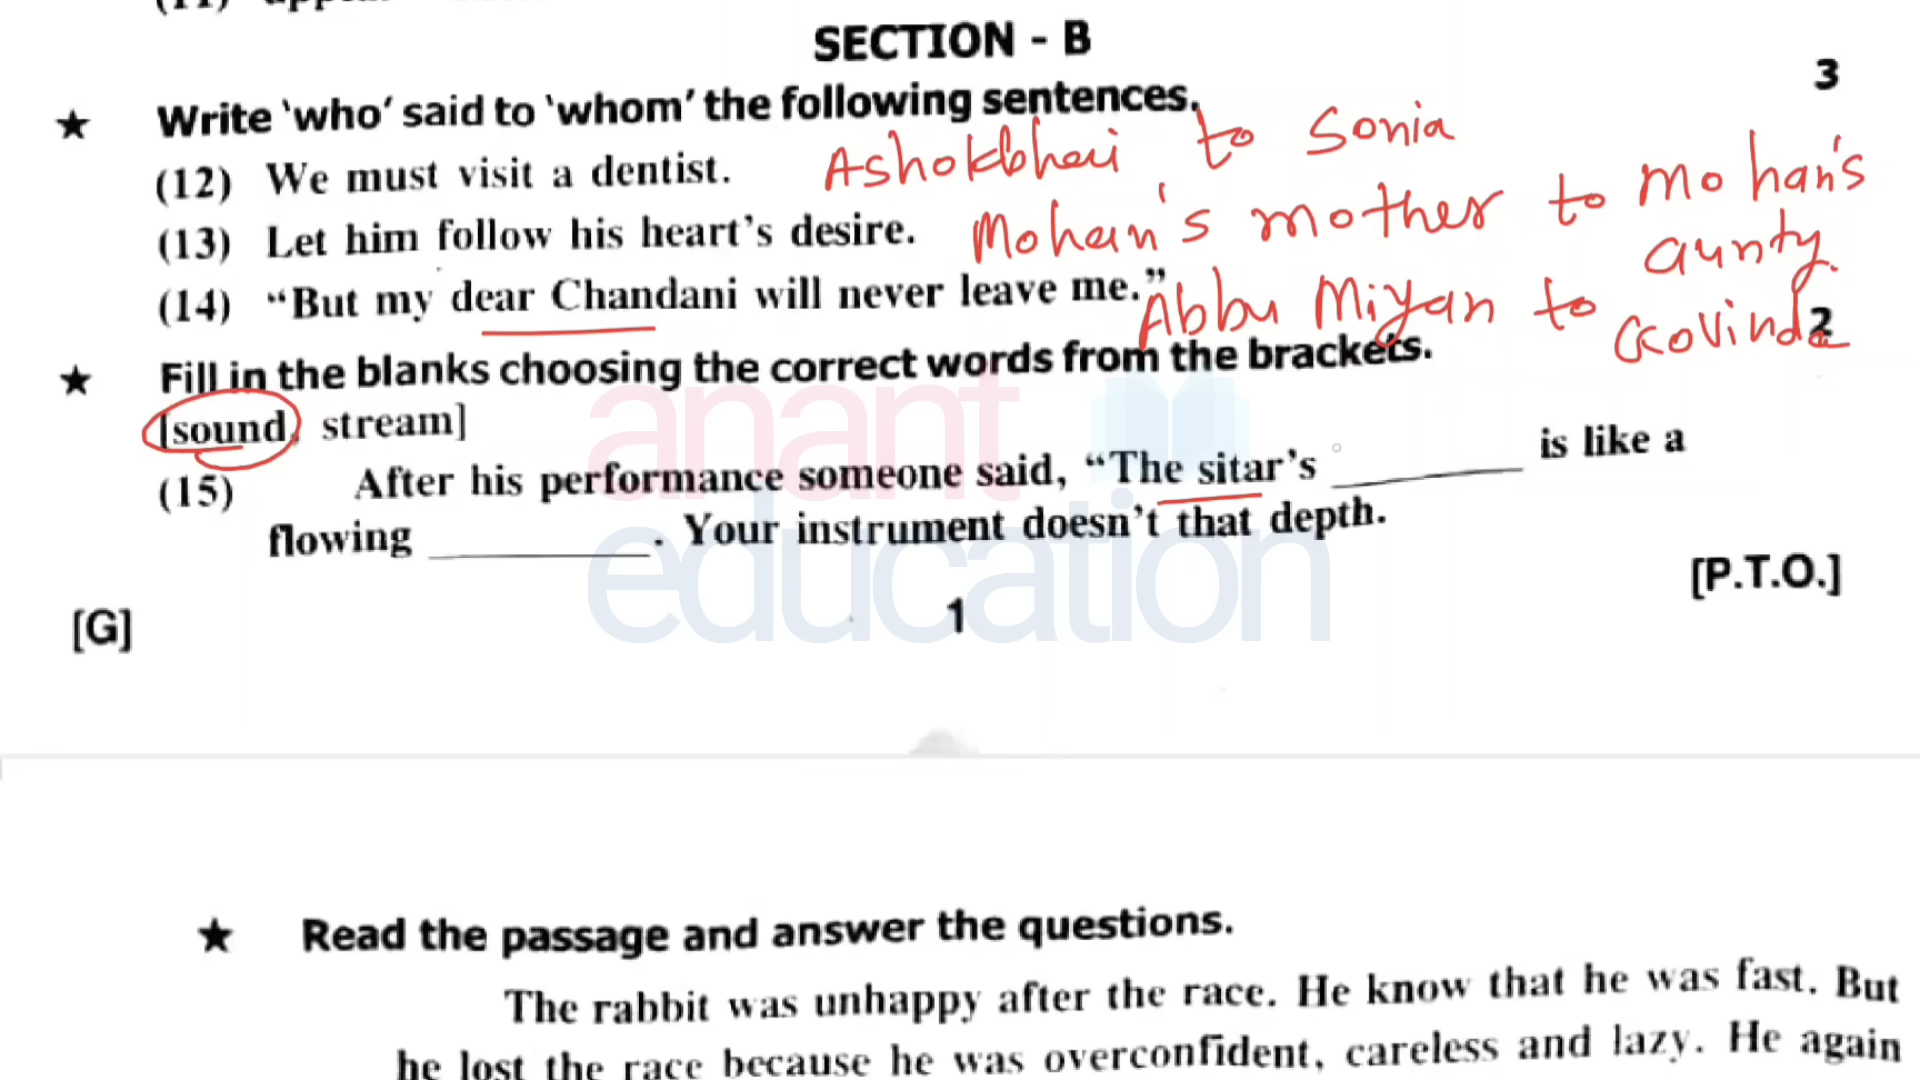 SECTION - B
3
★ Write 'who' said to 'whom' the following sentences.
(12) We must visit a dentist. Ashokbhai to Sonia
(13) Let him follow his heart's desire. Mohan's mother to Mohan's aunty.
(14) “But my dear Chandani will never leave me.” Abbu Miyan to Govinda
2
★ Fill in the blanks choosing the correct words from the brackets.
[sound, stream]
(15) After his performance someone said, “The sitar's ________ is like a
flowing ________. Your instrument doesn't that depth.
[P.T.O.]
[G] 1
anant
education
★ Read the passage and answer the questions.
The rabbit was unhappy after the race. He know that he was fast. But
he lost the race because he was overconfident, careless and lazy. He again